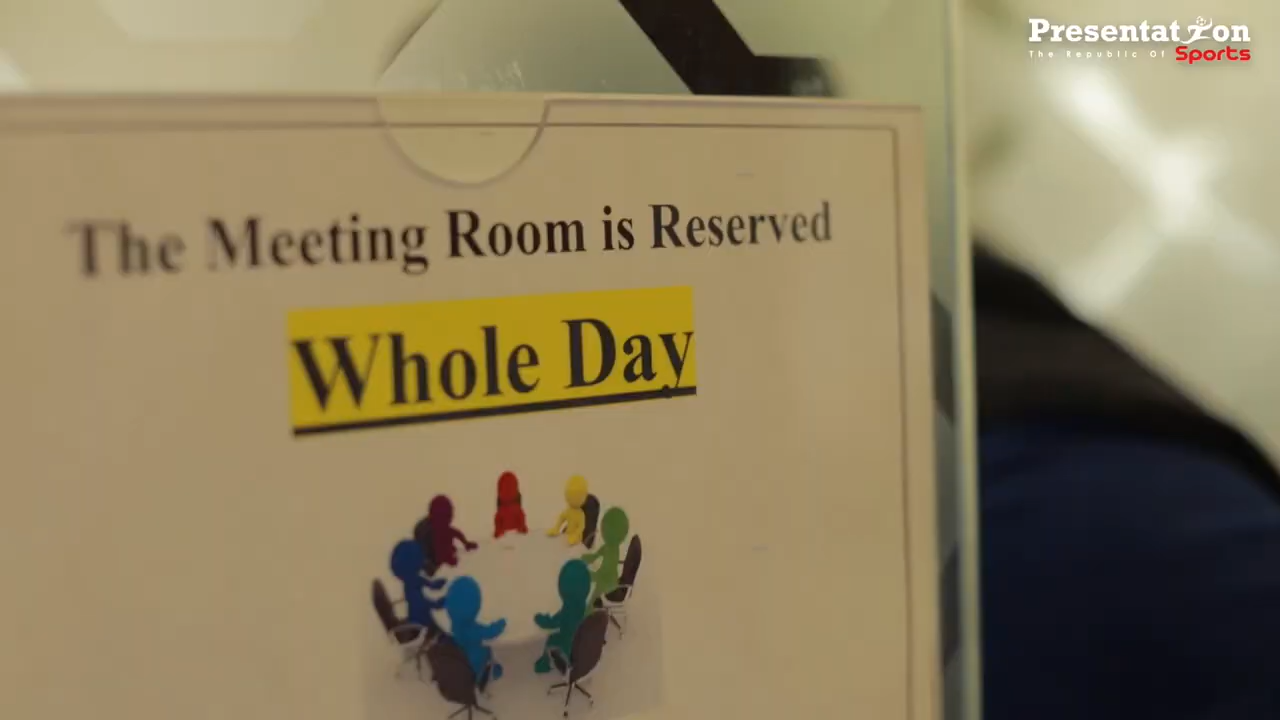 Presentation
The Republic Of Sports
The Meeting Room is Reserved
Whole Day